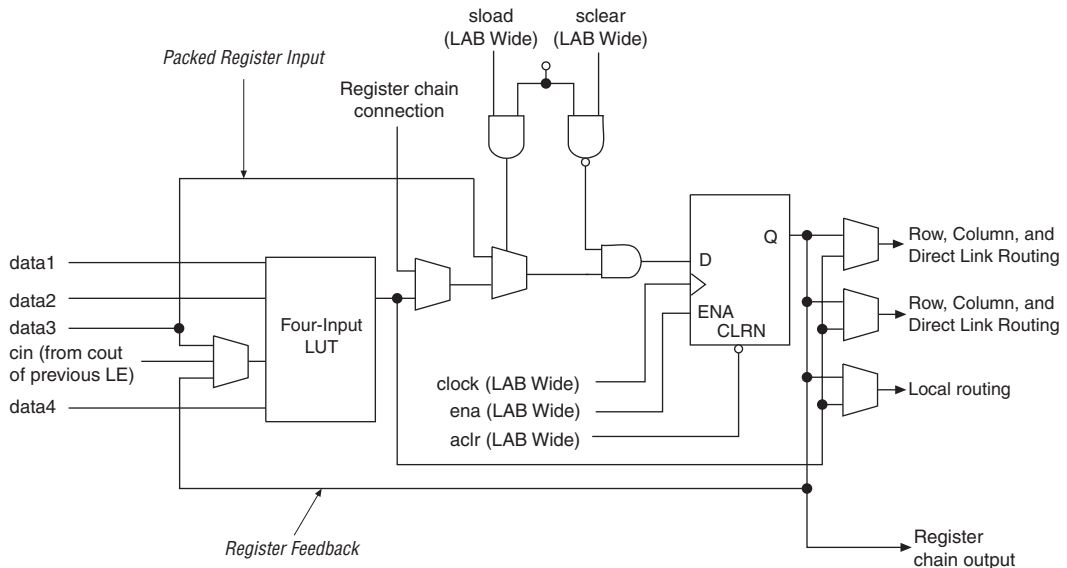 sload
(LAB Wide)
sclear
(LAB Wide)
Packed Register Input
Register chain
connection
data1
data2
data3
cin (from cout
of previous LE)
data4
Four-Input
LUT
Q
D
ENA
CLRN
clock (LAB Wide)
ena (LAB Wide)
aclr (LAB Wide)
Row, Column, and
Direct Link Routing
Row, Column, and
Direct Link Routing
Local routing
Register Feedback
Register
chain output